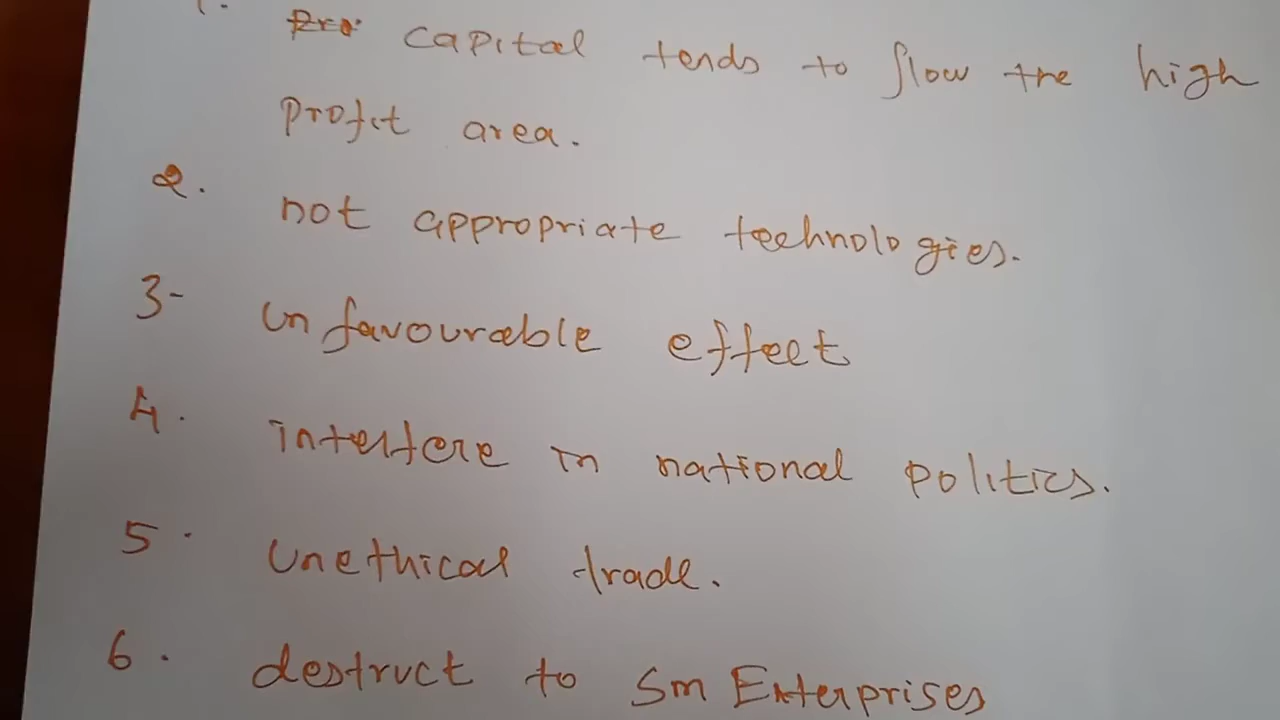 1. Capital tends to flow the high
profit area.
2. not appropriate technologies.
3- unfavourable effect
4. interfere in national politics.
5. unethical trade.
6. destruct to Sm Enterprises